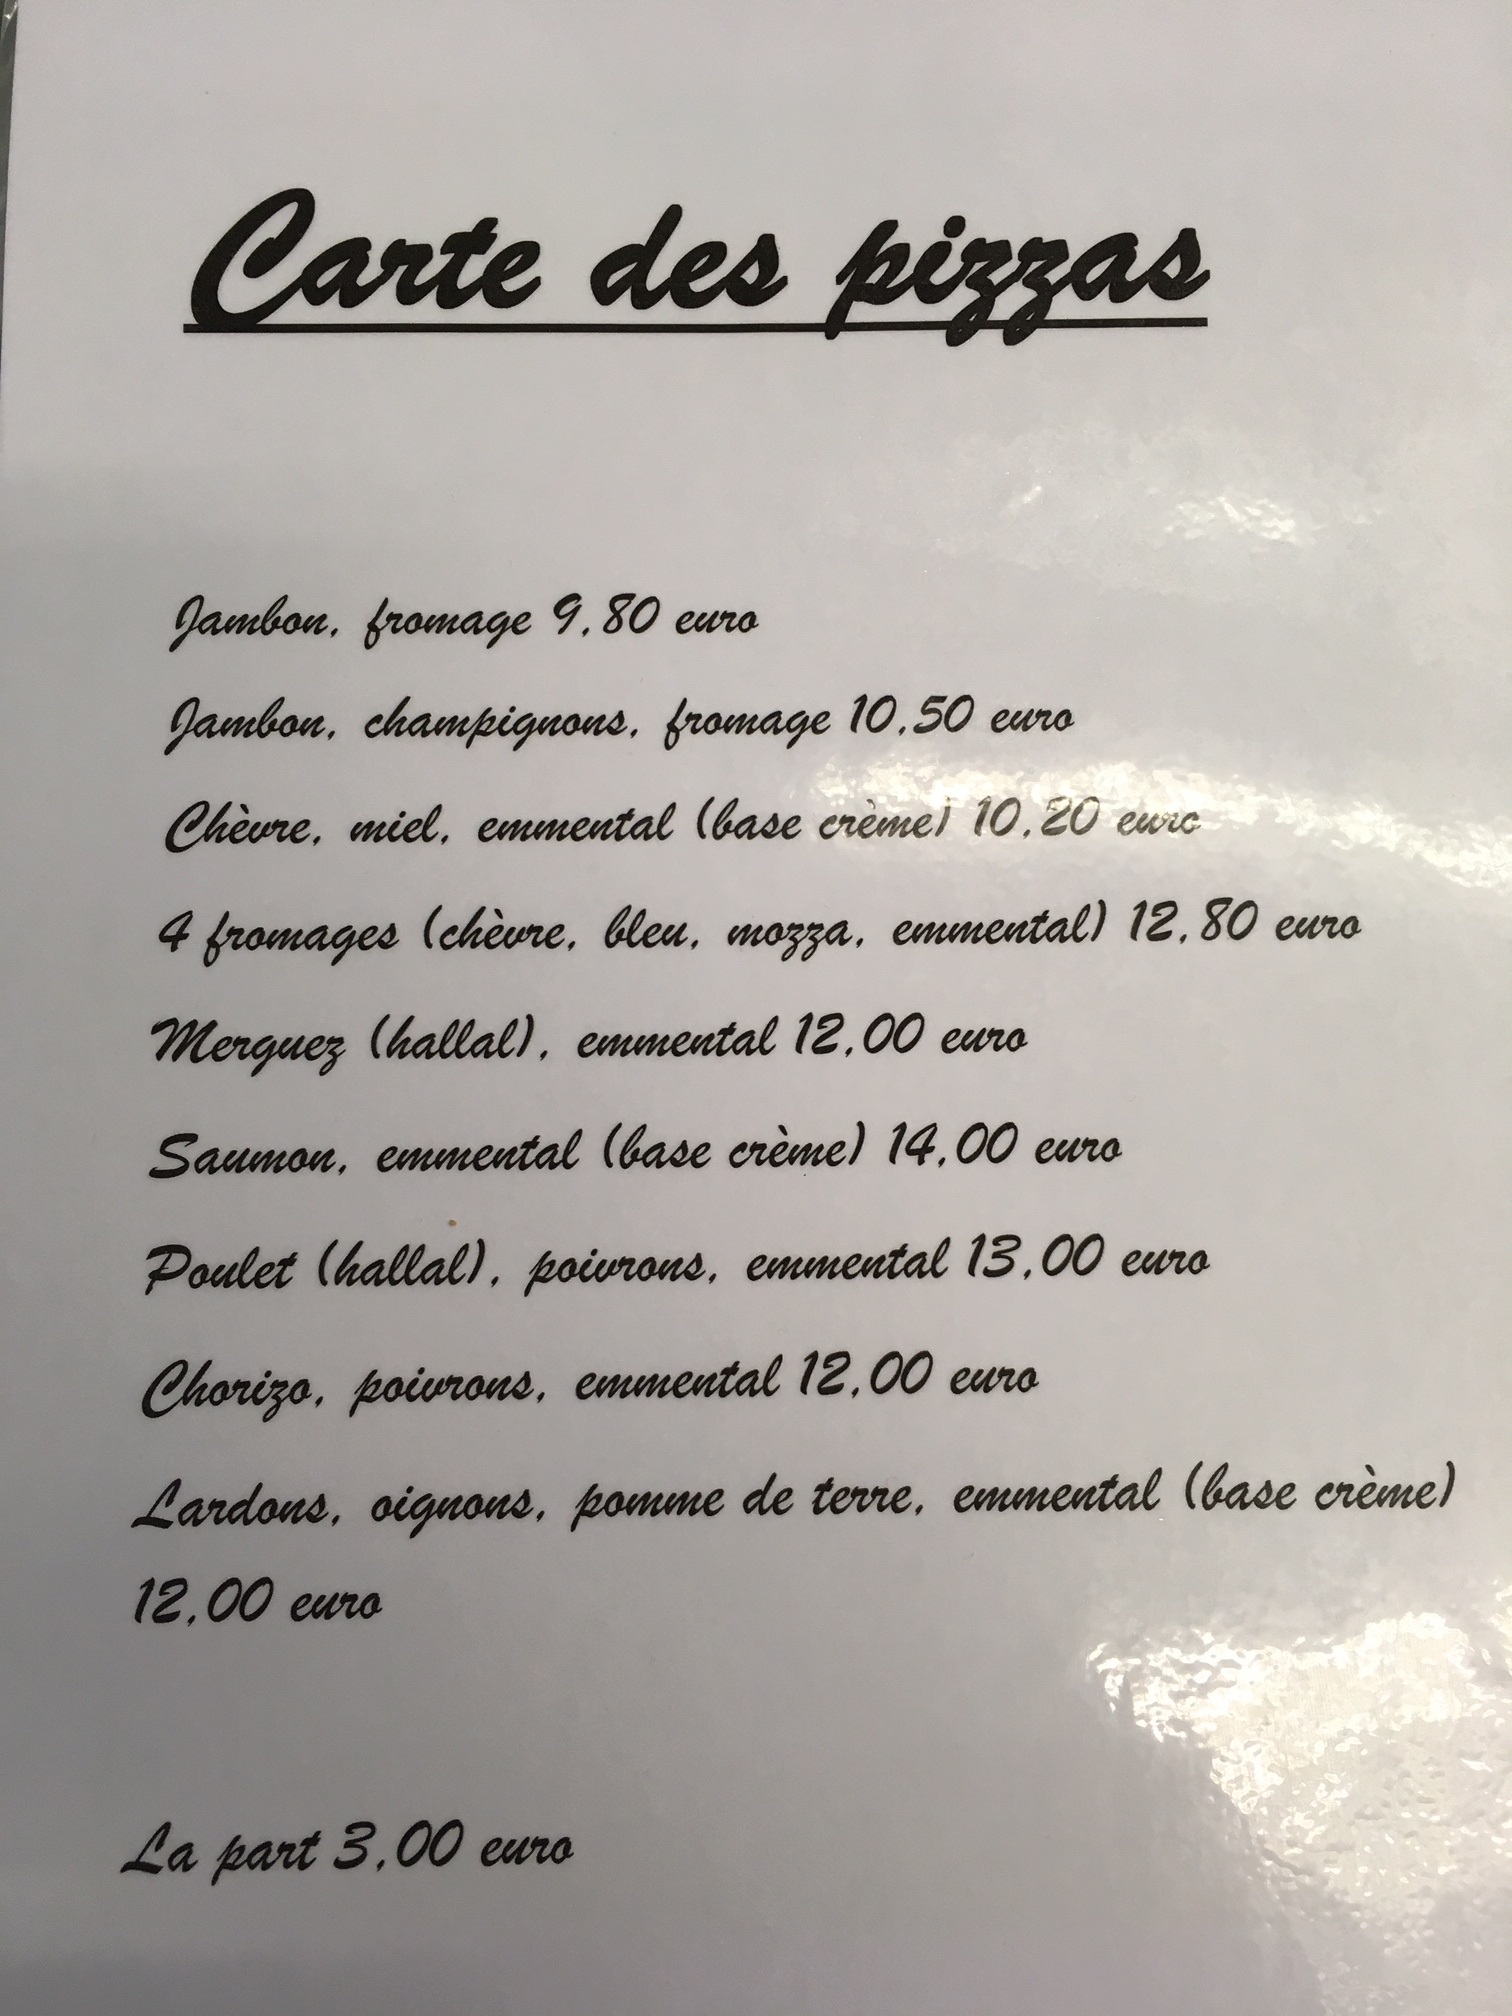 Carte des pizzas
Jambon, fromage 9,80 euro
Jambon, champignons, fromage 10,50 euro
Chèvre, miel, emmental (base crème) 10,20 euro
4 fromages (chèvre, bleu, mozza, emmental) 12,80 euro
Merguez (hallal), emmental 12,00 euro
Saumon, emmental (base crème) 14,00 euro
Poulet (hallal), poivrons, emmental 13,00 euro
Chorizo, poivrons, emmental 12,00 euro
Lardons, oignons, pomme de terre, emmental (base crème)
12,00 euro
La part 3,00 euro